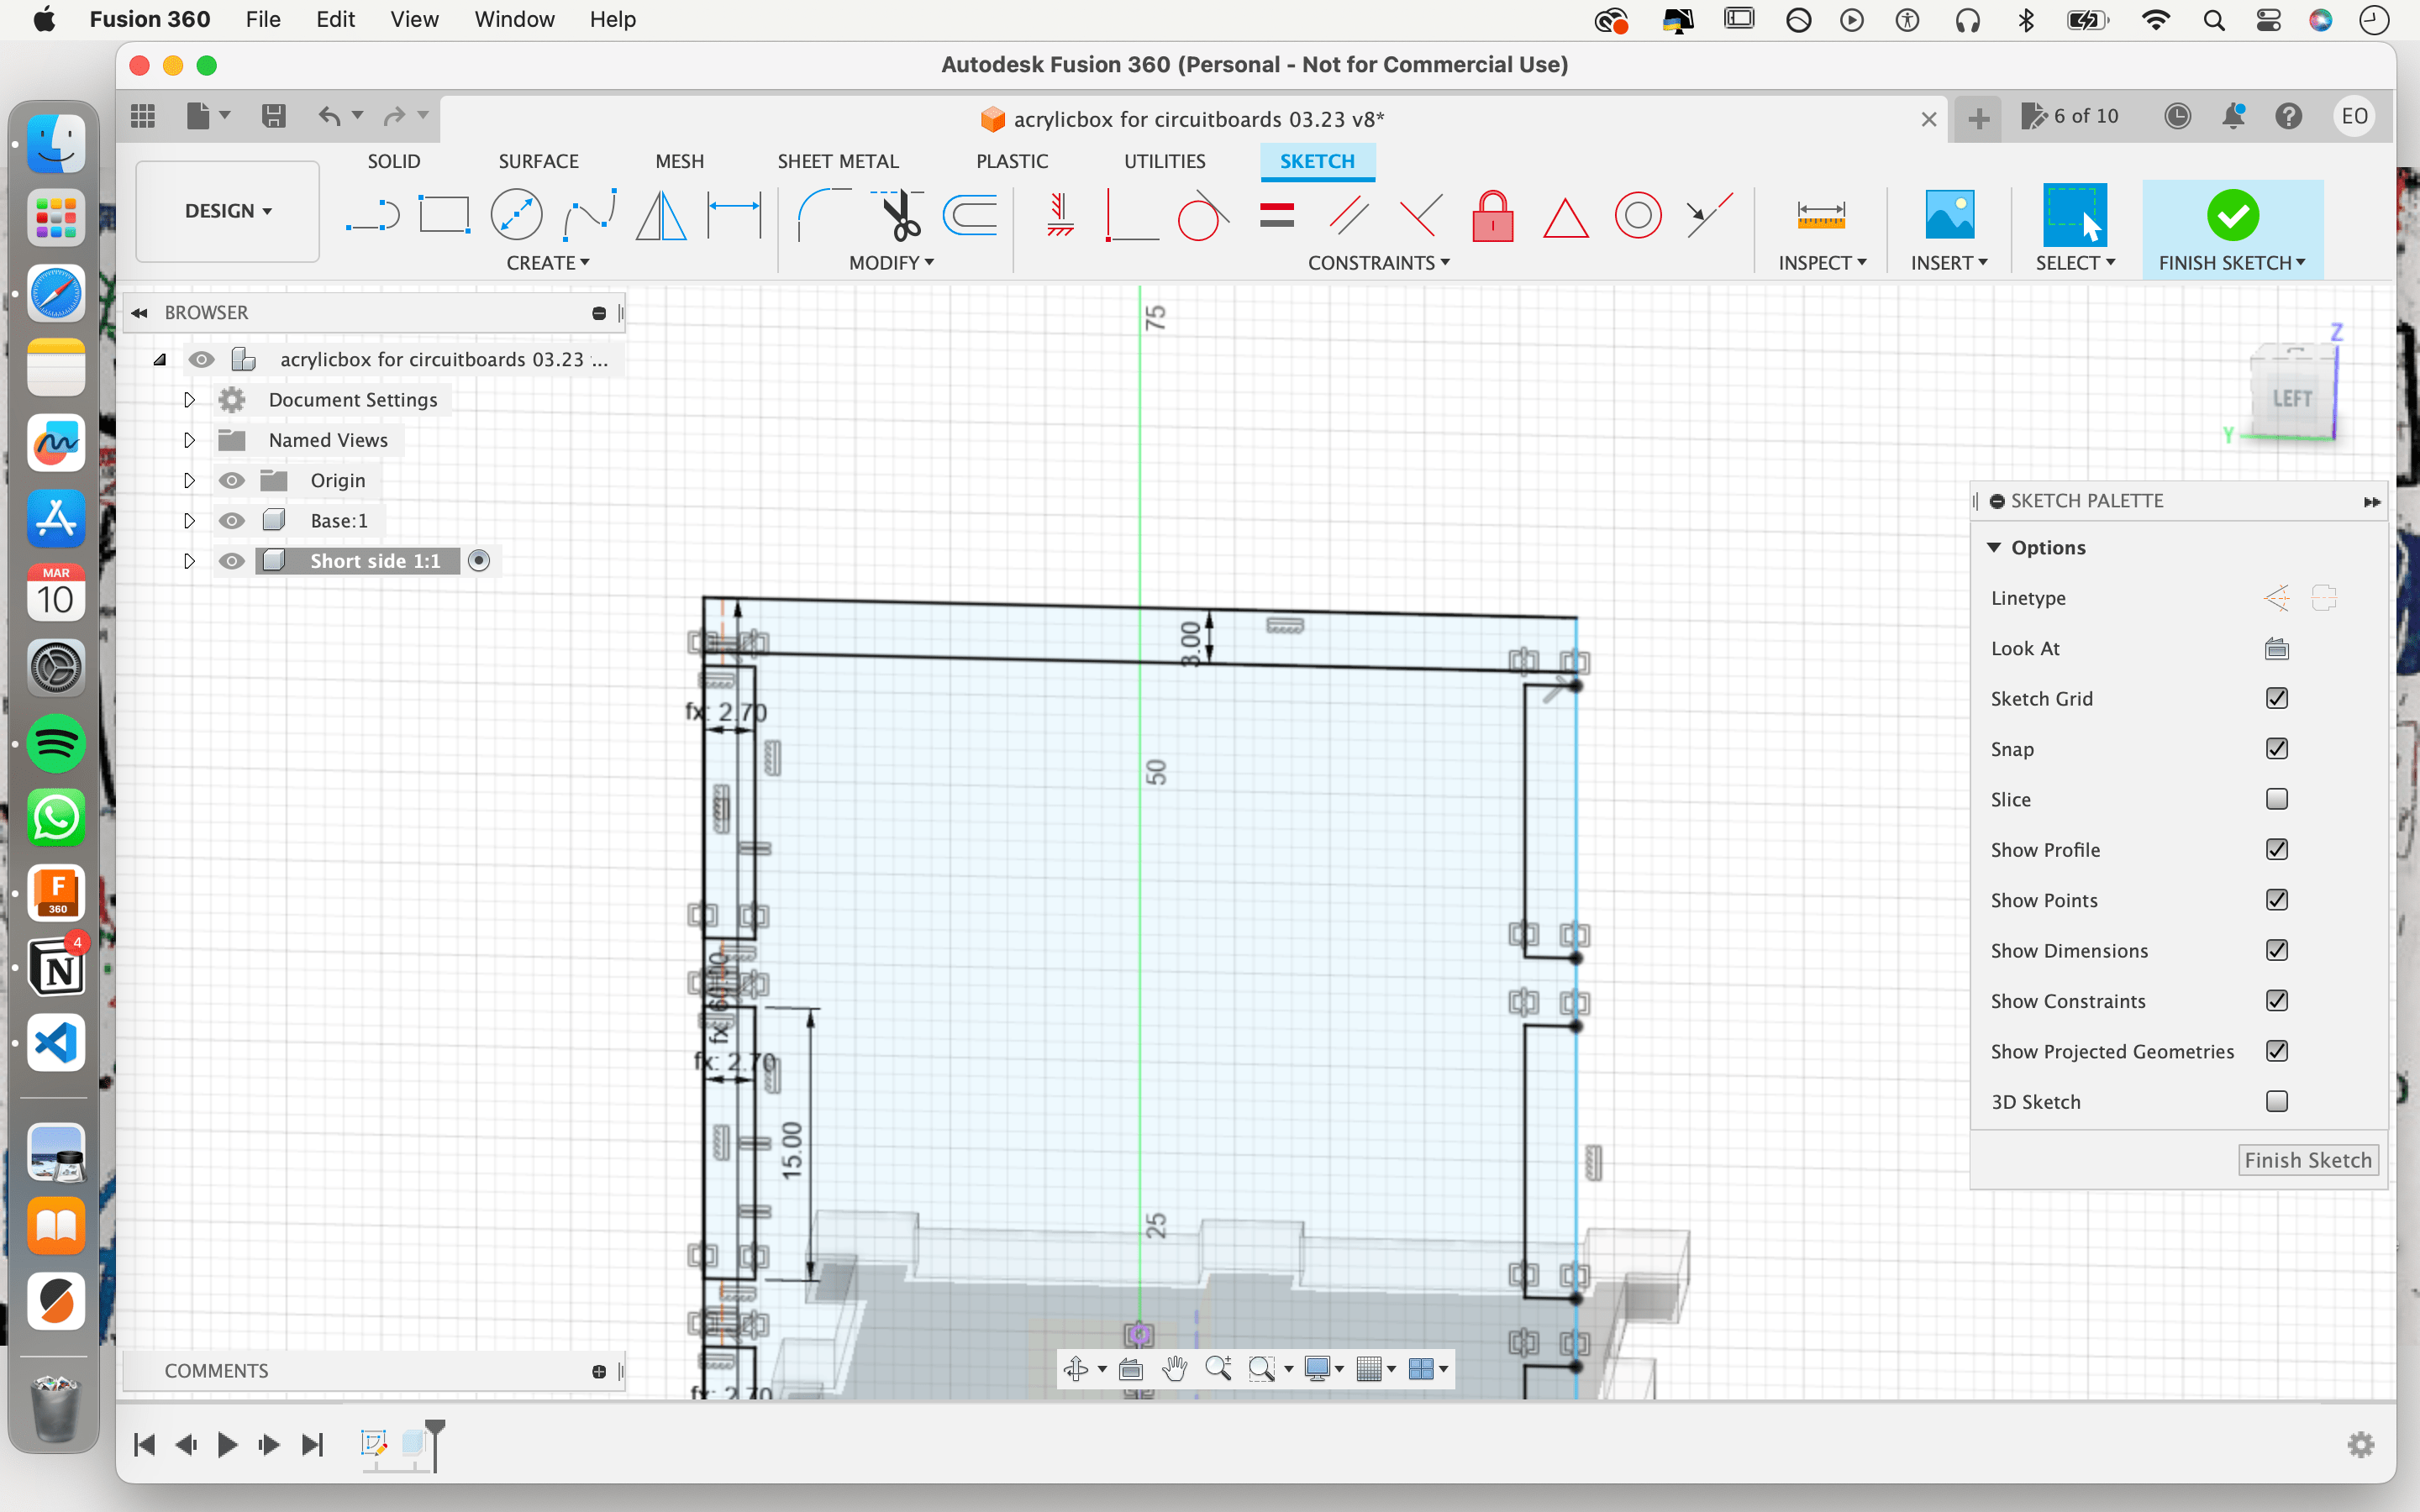 Fusion 360 File Edit View Window Help
Autodesk Fusion 360 (Personal - Not for Commercial Use)
acrylicbox for circuitboards 03.23 v8*
6 of 10
EO
SOLID SURFACE MESH SHEET METAL PLASTIC UTILITIES SKETCH
DESIGN
CREATE MODIFY CONSTRAINTS INSPECT INSERT SELECT FINISH SKETCH
BROWSER
acrylicbox for circuitboards 03.23 ...
Document Settings
Named Views
Origin
Base:1
Short side 1:1
75
Z
LEFT
Y
SKETCH PALETTE
Options
Linetype
Look At
Sketch Grid
Snap
Slice
Show Profile
Show Points
Show Dimensions
Show Constraints
Show Projected Geometries
3D Sketch
Finish Sketch
3.00
fx: 2.70
50
fx: 60.00
fx: 2.70
15.00
25
fx: 2.70
COMMENTS
MAR
10
F
360
4
N